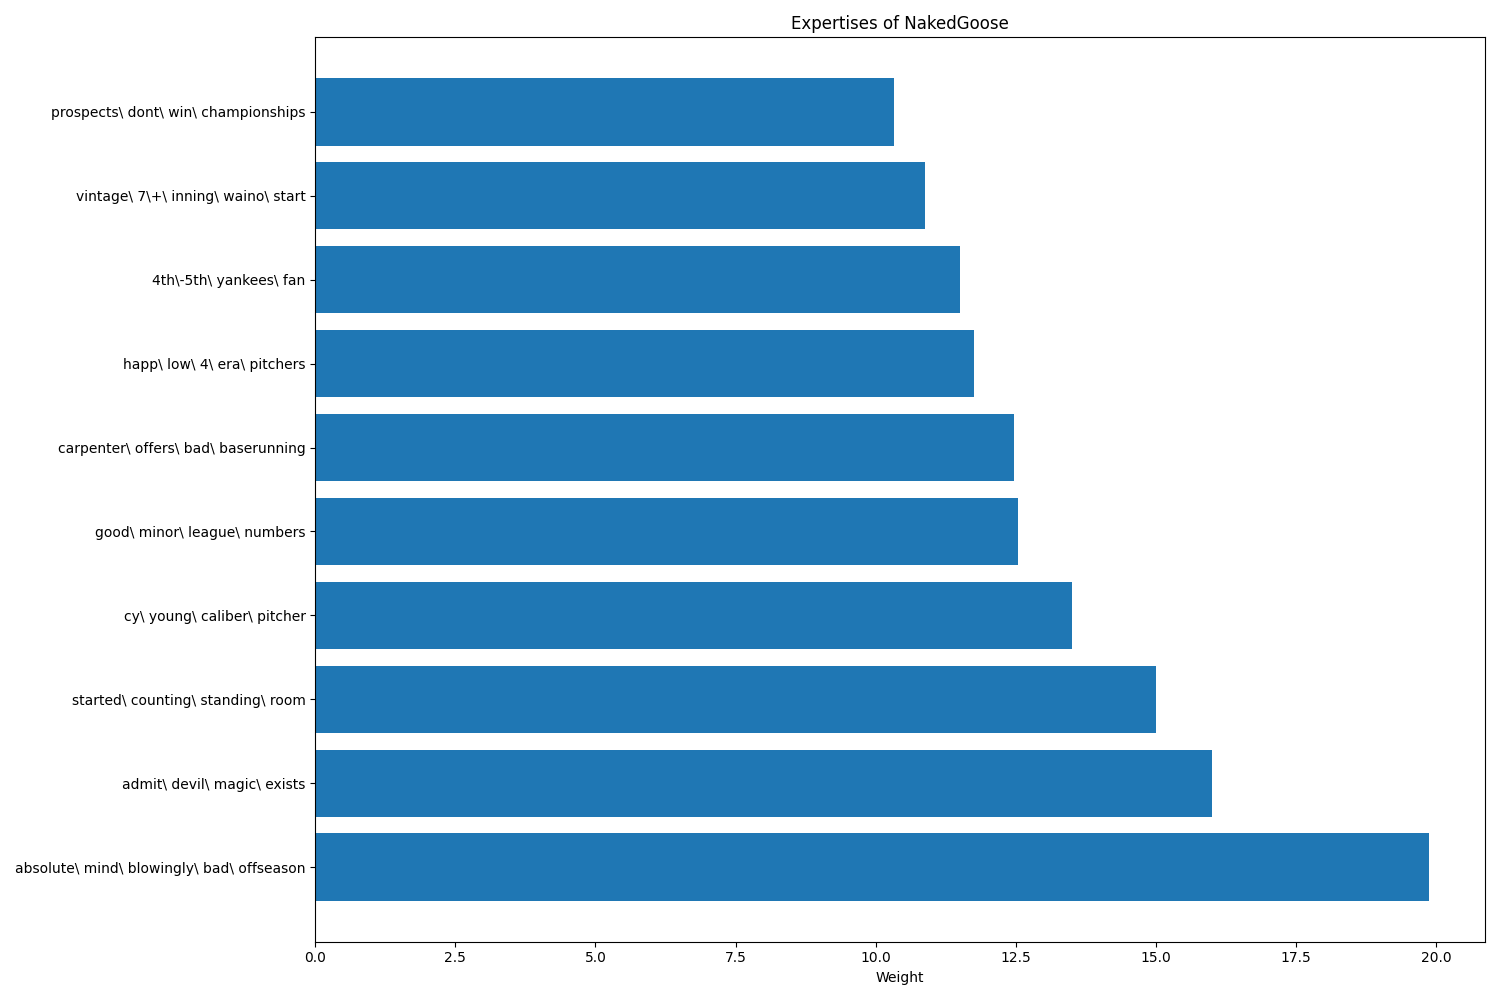 Expertises of NakedGoose
prospects\ dont\ win\ championships
vintage\ 7\+\ inning\ waino\ start
4th\-5th\ yankees\ fan
happ\ low\ 4\ era\ pitchers
carpenter\ offers\ bad\ baserunning
good\ minor\ league\ numbers
cy\ young\ caliber\ pitcher
started\ counting\ standing\ room
admit\ devil\ magic\ exists
absolute\ mind\ blowingly\ bad\ offseason
0.0 2.5 5.0 7.5 10.0 12.5 15.0 17.5 20.0
Weight